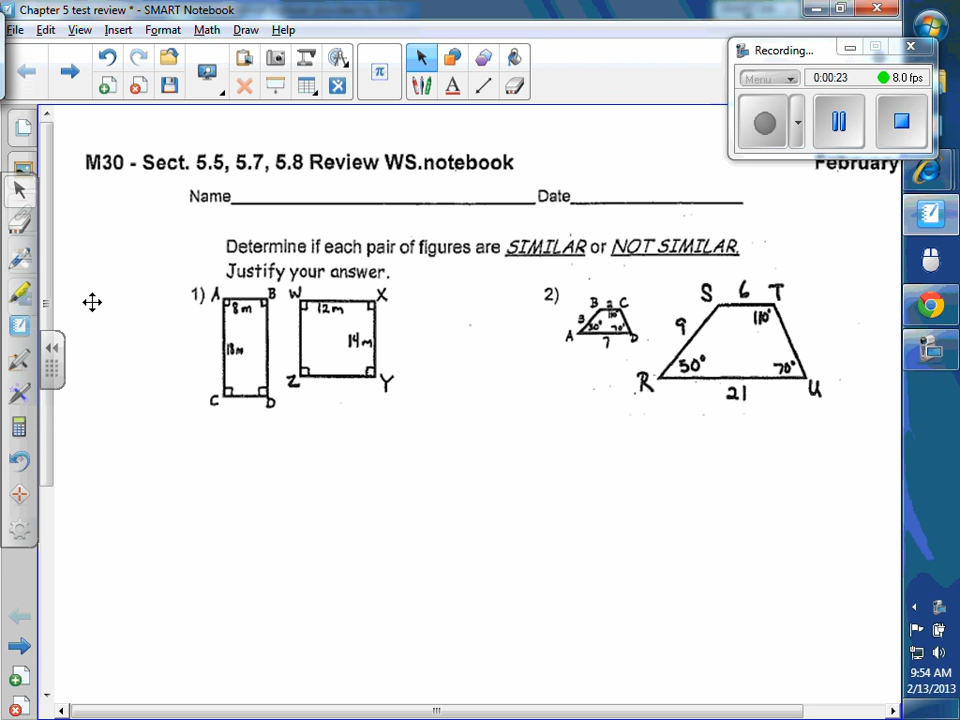 Chapter 5 test review * - SMART Notebook
File Edit View Insert Format Math Draw Help
Recording...
Menu 0:00:23 8.0 fps
M30 - Sect. 5.5, 5.7, 5.8 Review WS.notebook February
Name Date
Determine if each pair of figures are SIMILAR or NOT SIMILAR.
Justify your answer.
1) A B W X
8m 12m
18m 14m
C D Z Y
2) B 2 C S 6 T
3 110° 9 110°
50° 70° 50° 70°
A 7 D R 21 U
9:54 AM
2/13/2013